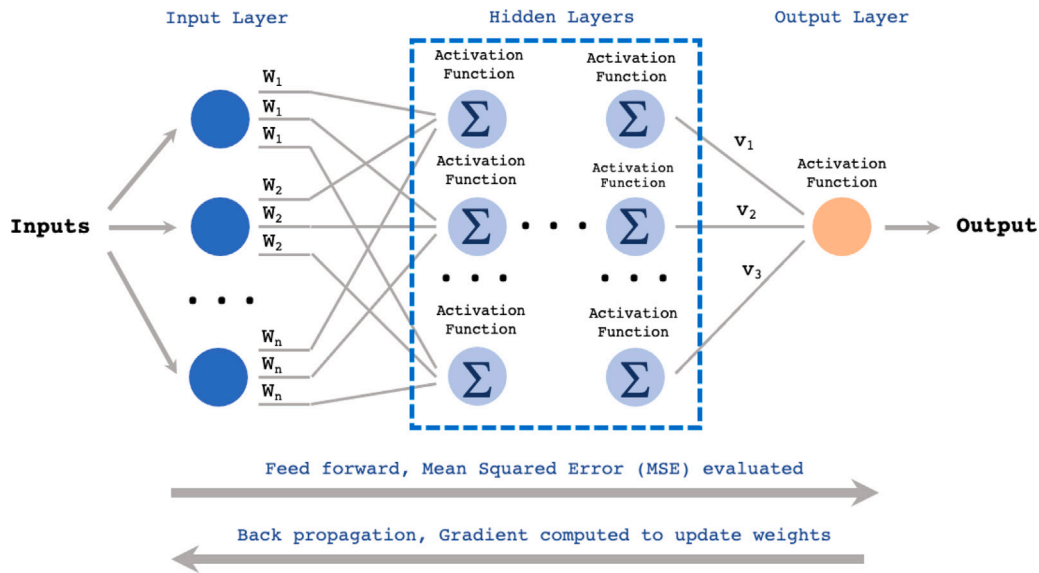 Input Layer
Hidden Layers
Output Layer
Activation
Function
Activation
Function
W1
W1
W1
Σ
Σ
v1
Activation
Function
Activation
Function
Activation
Function
W2
W2
W2
Inputs
Σ
. . .
Σ
v2
Output
. . .
. . .
. . .
v3
Activation
Function
Activation
Function
Wn
Wn
Wn
Σ
Σ
Feed forward, Mean Squared Error (MSE) evaluated
Back propagation, Gradient computed to update weights